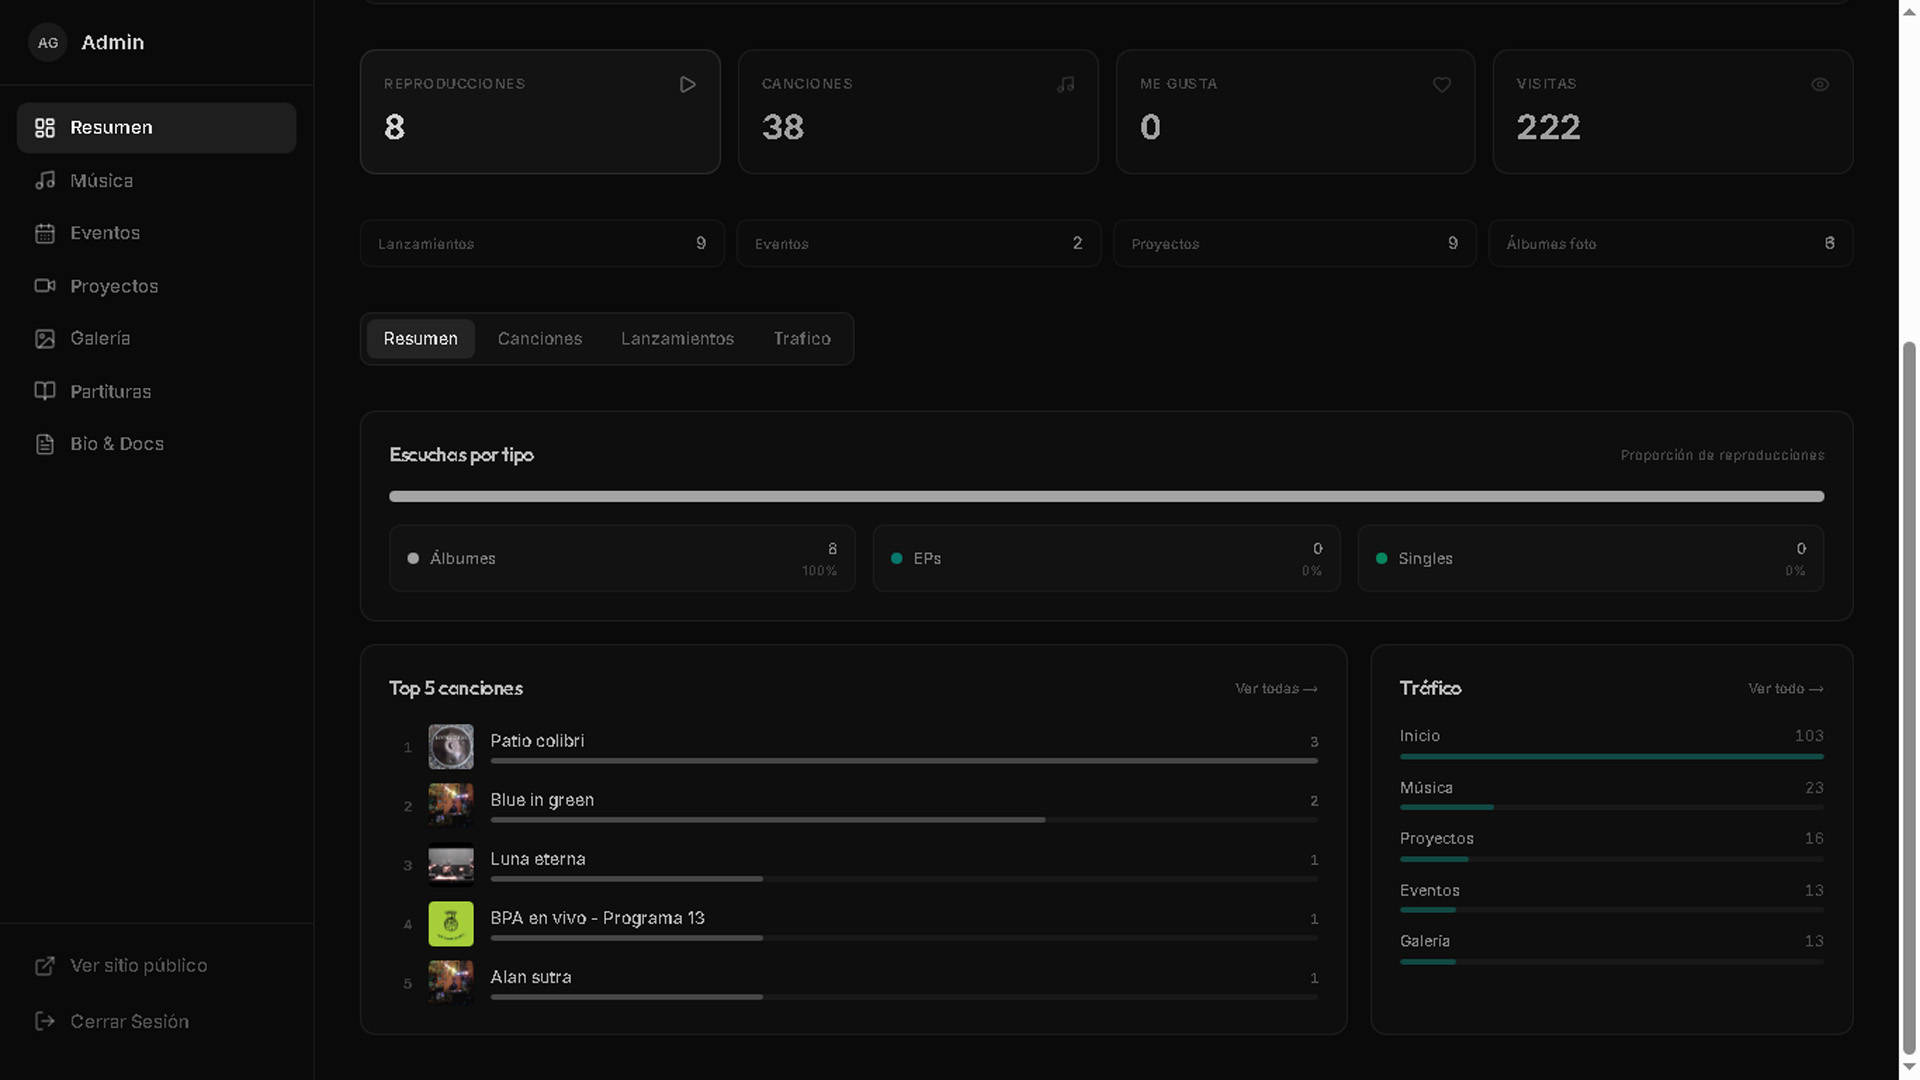 AG Admin
Resumen
Música
Eventos
Proyectos
Galería
Partituras
Bio & Docs
Ver sitio público
Cerrar Sesión
REPRODUCCIONES
8
CANCIONES
38
ME GUSTA
0
VISITAS
222
Lanzamientos 9
Eventos 2
Proyectos 9
Álbumes foto
Resumen Canciones Lanzamientos Trafico
Escuchas por tipo Proporción de reproducciones
Álbumes 8 100%
EPs 0 0%
Singles 0 0%
Top 5 canciones Ver todas →
1 Patio colibri 3
2 Blue in green 2
3 Luna eterna 1
4 BPA en vivo - Programa 13 1
5 Alan sutra 1
Tráfico Ver todo →
Inicio 103
Música 23
Proyectos 16
Eventos 13
Galeria 13